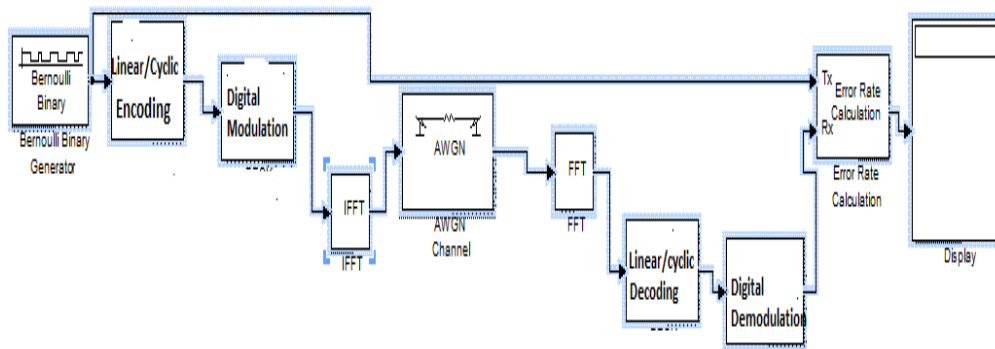 Bernoulli
Binary
Bernoulli Binary
Generator
Linear/Cyclic
Encoding
Digital
Modulation
IFFT
IFFT
AWGN
AWGN
Channel
FFT
FFT
Linear/cyclic
Decoding
Digital
Demodulation
Tx
Error Rate
Calculation
Rx
Error Rate
Calculation
Display